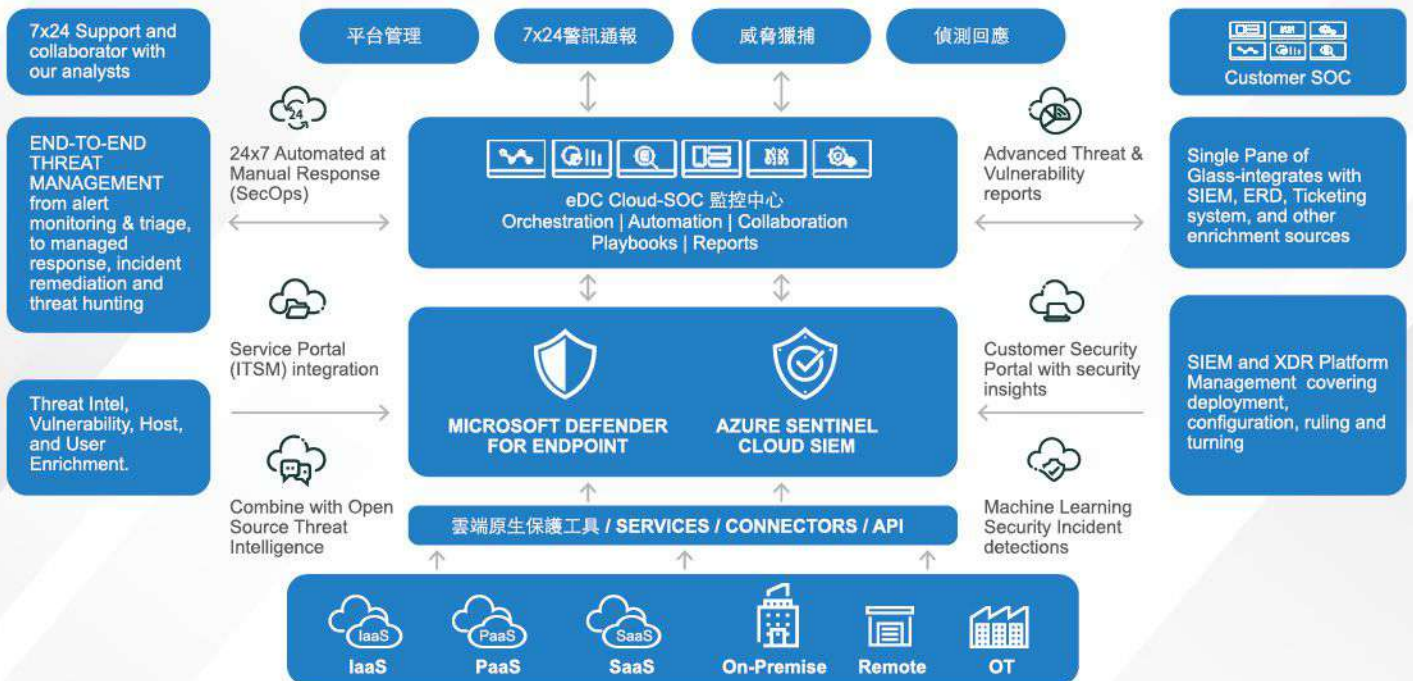 7x24 Support and
collaborator with
our analysts
平台管理
7x24警訊通報
威脅獵捕
偵測回應
Customer SOC
END-TO-END
THREAT
MANAGEMENT
from alert
monitoring & triage,
to managed
response, incident
remediation and
threat hunting
24
24x7 Automated at
Manual Response
(SecOps)
eDC Cloud-SOC 監控中心
Orchestration | Automation | Collaboration
Playbooks | Reports
Advanced Threat &
Vulnerability
reports
Single Pane of
Glass-integrates with
SIEM, ERD, Ticketing
system, and other
enrichment sources
Service Portal
(ITSM) integration
MICROSOFT DEFENDER
FOR ENDPOINT
AZURE SENTINEL
CLOUD SIEM
Customer Security
Portal with security
insights
SIEM and XDR Platform
Management covering
deployment,
configuration, ruling and
turning
Threat Intel,
Vulnerability, Host,
and User
Enrichment.
Combine with Open
Source Threat
Intelligence
雲端原生保護工具 / SERVICES / CONNECTORS / API
Machine Learning
Security Incident
detections
IaaS
PaaS
SaaS
IaaS
PaaS
SaaS
On-Premise
Remote
OT